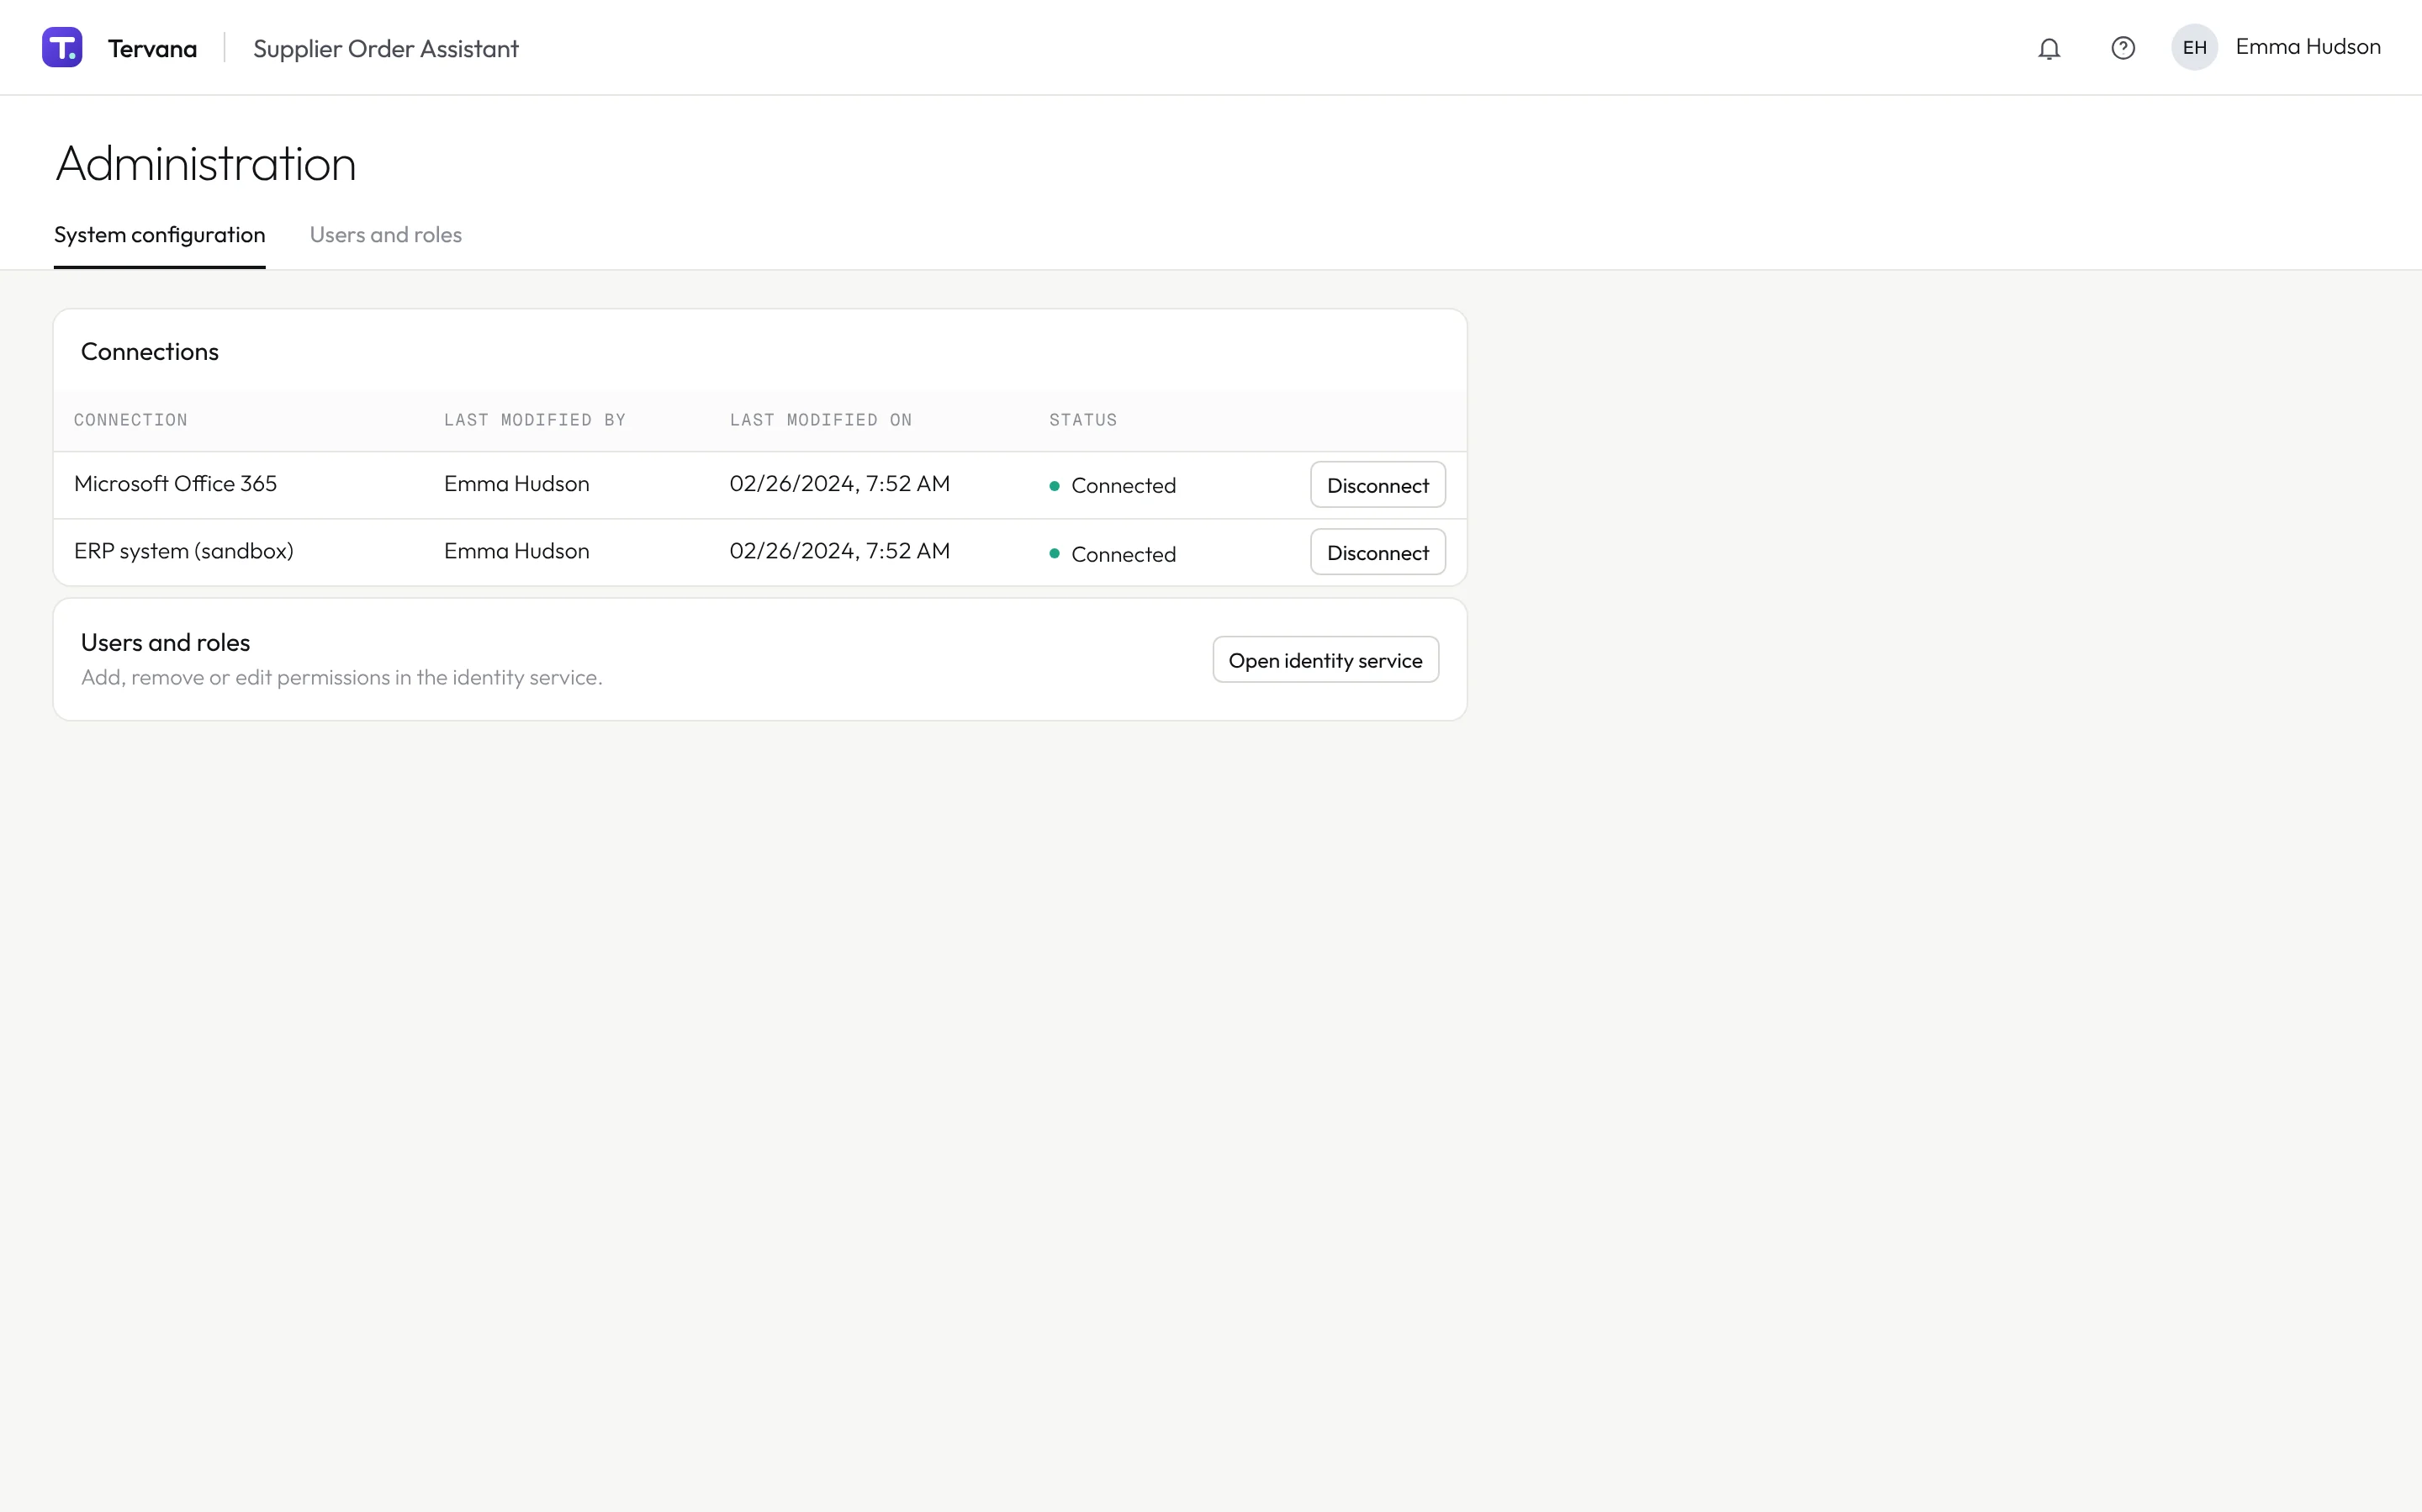 T. Tervana Supplier Order Assistant EH Emma Hudson
Administration
System configuration Users and roles
Connections
CONNECTION LAST MODIFIED BY LAST MODIFIED ON STATUS
Microsoft Office 365 Emma Hudson 02/26/2024, 7:52 AM Connected Disconnect
ERP system (sandbox) Emma Hudson 02/26/2024, 7:52 AM Connected Disconnect
Users and roles
Add, remove or edit permissions in the identity service.
Open identity service